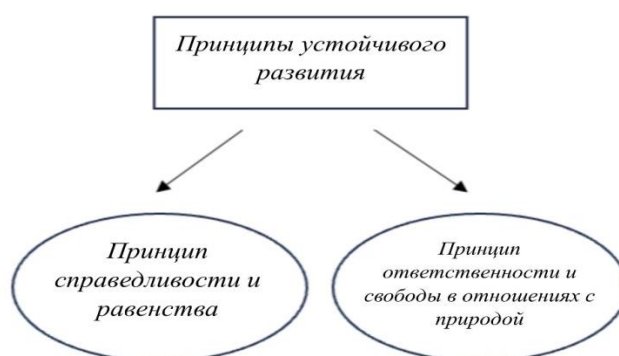 Принципы устойчивого
развития
Принцип
справедливости и
равенства
Принцип
ответственности и
свободы в отношениях с
природой